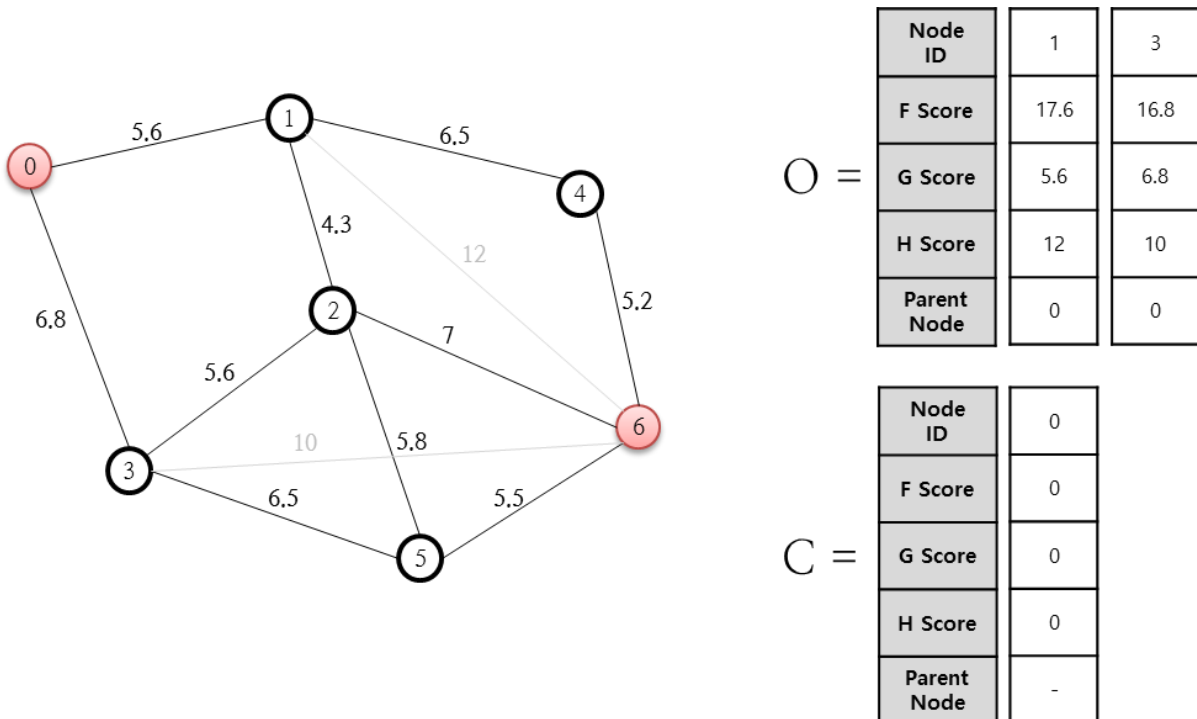 0
5.6
1
6.5
4
4.3
12
2
5.2
6.8
5.6
7
6
10
5.8
3
6.5
5.5
5
O =
Node ID 1 3
F Score 17.6 16.8
G Score 5.6 6.8
H Score 12 10
Parent Node 0 0
C =
Node ID 0
F Score 0
G Score 0
H Score 0
Parent Node -